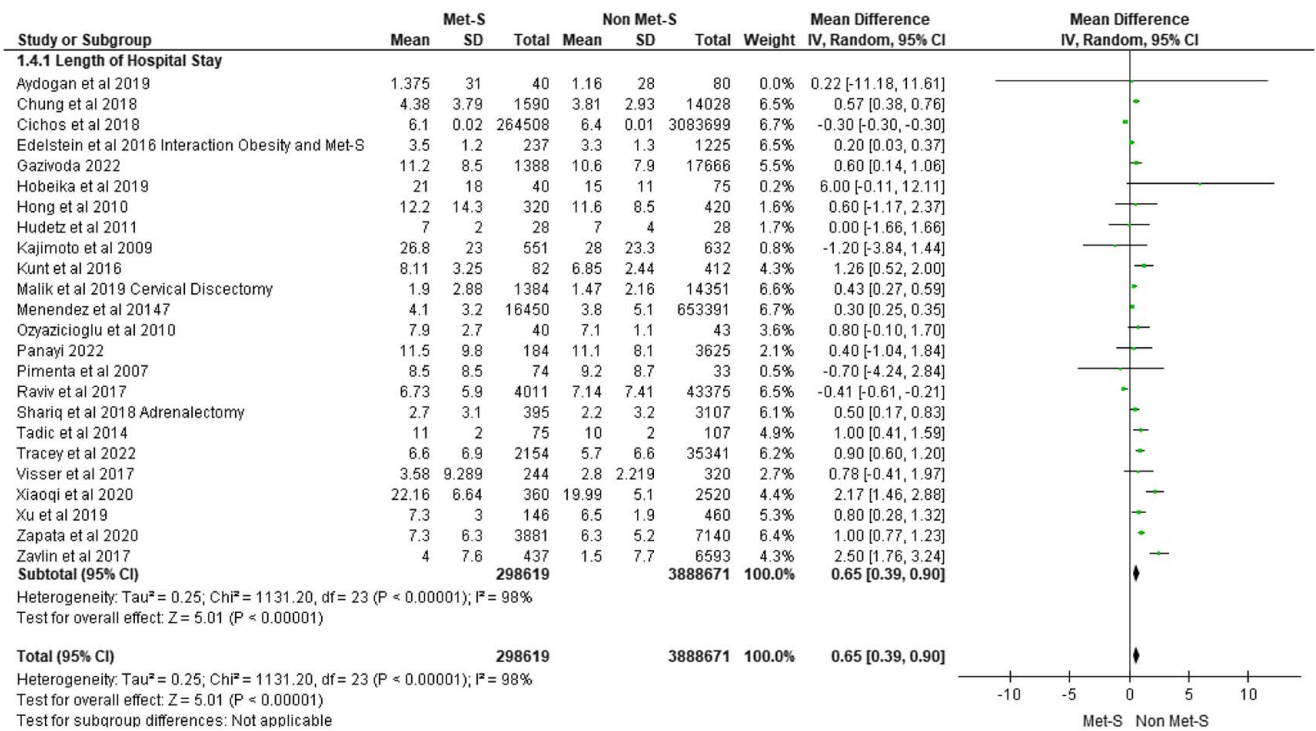 Met-S Non Met-S Mean Difference Mean Difference
Study or Subgroup Mean SD Total Mean SD Total Weight IV, Random, 95% CI IV, Random, 95% CI
1.4.1 Length of Hospital Stay
Aydogan et al 2019 1.375 31 40 1.16 28 80 0.0% 0.22 [-11.18, 11.61]
Chung et al 2018 4.38 3.79 1590 3.81 2.93 14028 6.5% 0.57 [0.38, 0.76]
Cichos et al 2018 6.1 0.02 264508 6.4 0.01 3083699 6.7% -0.30 [-0.30, -0.30]
Edelstein et al 2016 Interaction Obesity and Met-S 3.5 1.2 237 3.3 1.3 1225 6.6% 0.20 [0.03, 0.37]
Gazivoda 2022 11.2 8.5 1388 10.6 7.9 17666 5.5% 0.60 [0.14, 1.06]
Hobeika et al 2019 21 18 40 15 11 75 0.2% 6.00 [-0.11, 12.11]
Hong et al 2010 12.2 14.3 320 11.6 8.5 420 1.6% 0.60 [-1.17, 2.37]
Hudetz et al 2011 7 2 28 7 4 28 1.7% 0.00 [-1.66, 1.66]
Kajimoto et al 2009 26.8 23 551 28 23.3 632 0.8% -1.20 [-3.84, 1.44]
Kunt et al 2016 8.11 3.25 82 6.85 2.44 412 4.3% 1.26 [0.52, 2.00]
Malik et al 2019 Cervical Discectomy 1.9 2.88 1384 1.47 2.16 14351 6.6% 0.43 [0.27, 0.59]
Menendez et al 20147 4.1 3.2 16450 3.8 5.1 653391 6.7% 0.30 [0.25, 0.35]
Ozyazicioglu et al 2010 7.9 2.7 40 7.1 1.1 43 3.6% 0.80 [-0.10, 1.70]
Panayi 2022 11.5 9.8 184 11.1 8.1 3625 2.1% 0.40 [-1.04, 1.84]
Pimenta et al 2007 8.5 8.5 74 9.2 8.7 33 0.5% -0.70 [-4.24, 2.84]
Raviv et al 2017 6.73 5.9 4011 7.14 7.41 43375 6.5% -0.41 [-0.61, -0.21]
Shariq et al 2018 Adrenalectomy 2.7 3.1 395 2.2 3.2 3107 6.1% 0.50 [0.17, 0.83]
Tadic et al 2014 11 2 75 10 2 107 4.9% 1.00 [0.41, 1.59]
Tracey et al 2022 6.6 6.9 2154 5.7 6.6 35341 6.2% 0.90 [0.60, 1.20]
Visser et al 2017 3.58 9.289 244 2.8 2.219 320 2.7% 0.78 [-0.41, 1.97]
Xiaoqi et al 2020 22.16 6.64 360 19.99 5.1 2520 4.4% 2.17 [1.46, 2.88]
Xu et al 2019 7.3 3 146 6.5 1.9 460 5.3% 0.80 [0.28, 1.32]
Zapata et al 2020 7.3 6.3 3881 6.3 5.2 7140 6.4% 1.00 [0.77, 1.23]
Zavlin et al 2017 4 7.6 437 1.5 7.7 6593 4.3% 2.50 [1.76, 3.24]
Subtotal (95% CI) 298619 3888671 100.0% 0.65 [0.39, 0.90]
Heterogeneity: Tau² = 0.25; Chi² = 1131.20, df = 23 (P < 0.00001); I² = 98%
Test for overall effect: Z = 5.01 (P < 0.00001)
Total (95% CI) 298619 3888671 100.0% 0.65 [0.39, 0.90]
Heterogeneity: Tau² = 0.25; Chi² = 1131.20, df = 23 (P < 0.00001); I² = 98%
Test for overall effect: Z = 5.01 (P < 0.00001)
Test for subgroup differences: Not applicable
-10 -5 0 5 10
Met-S Non Met-S